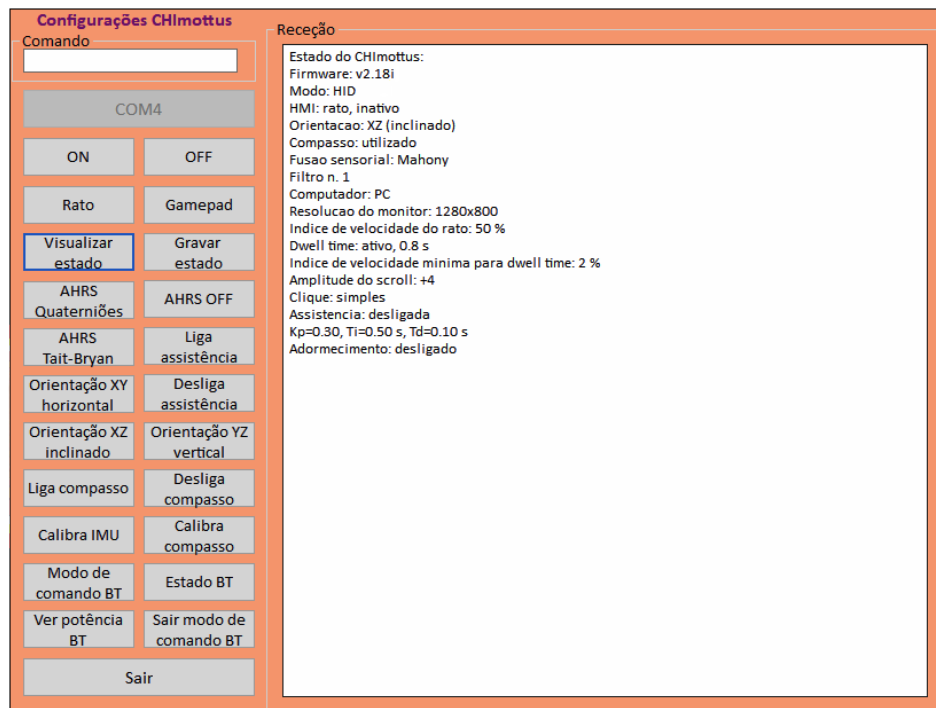 Configurações CHImottus
Comando
COM4
ON
OFF
Rato
Gamepad
Visualizar
estado
Gravar
estado
AHRS
Quaterniões
AHRS OFF
AHRS
Tait-Bryan
Liga
assistência
Orientação XY
horizontal
Desliga
assistência
Orientação XZ
inclinado
Orientação YZ
vertical
Liga compasso
Desliga
compasso
Calibra IMU
Calibra
compasso
Modo de
comando BT
Estado BT
Ver potência
BT
Sair modo de
comando BT
Sair
Receção
Estado do CHImottus:
Firmware: v2.18i
Modo: HID
HMI: rato, inativo
Orientacao: XZ (inclinado)
Compasso: utilizado
Fusao sensorial: Mahony
Filtro n. 1
Computador: PC
Resolucao do monitor: 1280x800
Indice de velocidade do rato: 50 %
Dwell time: ativo, 0.8 s
Indice de velocidade minima para dwell time: 2 %
Amplitude do scroll: +4
Clique: simples
Assistencia: desligada
Kp=0.30, Ti=0.50 s, Td=0.10 s
Adormecimento: desligado